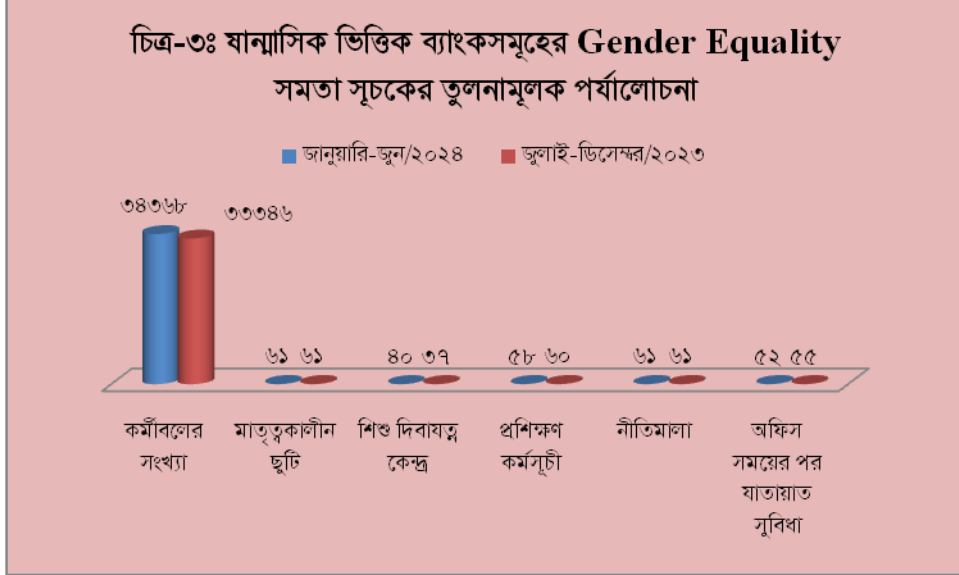 চিত্র-৩ঃ ষান্মাসিক ভিত্তিক ব্যাংকসমূহের Gender Equality
সমতা সূচকের তুলনামূলক পর্যালোচনা
জানুয়ারি-জুন/২০২৪ জুলাই-ডিসেম্বর/২০২৩
৩৪৩৬৮ ৩৩৩৪৬
৬১ ৬১ ৪০ ৩৭ ৫৮ ৬০ ৬১ ৬১ ৫২ ৫৫
কর্মীবলের
সংখ্যা
মাতৃত্বকালীন
ছুটি
শিশু দিবাযত্ন
কেন্দ্র
প্রশিক্ষণ
কর্মসূচী
নীতিমালা
অফিস
সময়ের পর
যাতায়াত
সুবিধা